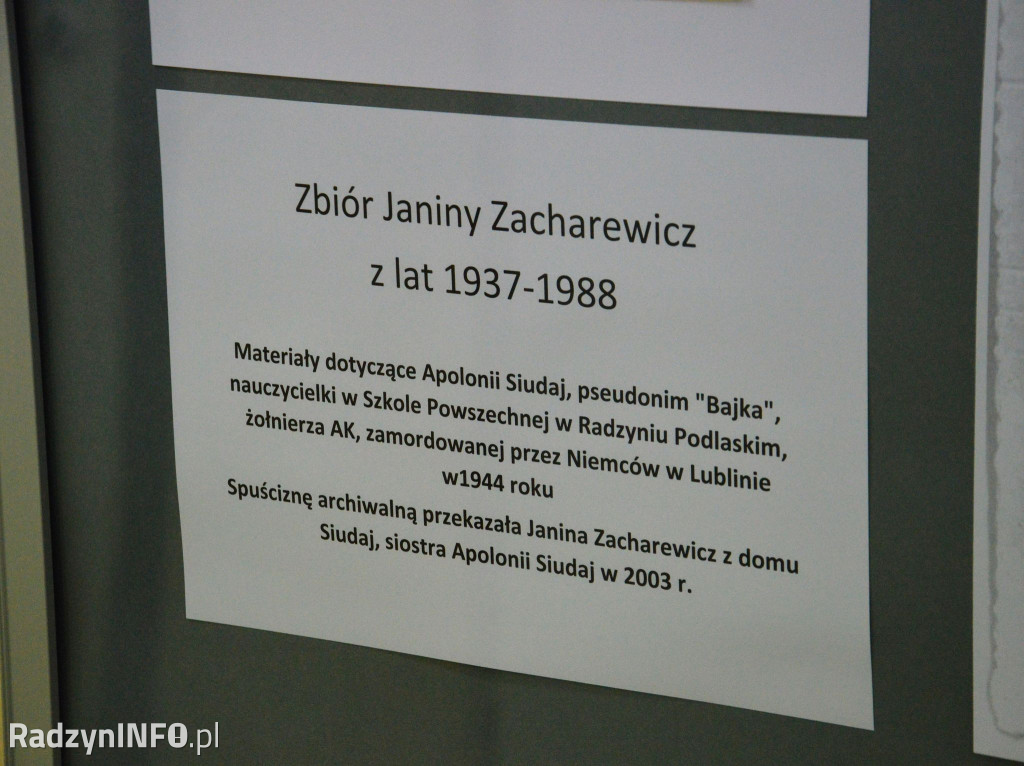 Zbiór Janiny Zacharewicz
z lat 1937-1988
Materiały dotyczące Apolonii Siudaj, pseudonim "Bajka",
nauczycielki w Szkole Powszechnej w Radzyniu Podlaskim,
żołnierza AK, zamordowanej przez Niemców w Lublinie
w1944 roku
Spuściznę archiwalną przekazała Janina Zacharewicz z domu
Siudaj, siostra Apolonii Siudaj w 2003 r.
RadzynINFO.pl